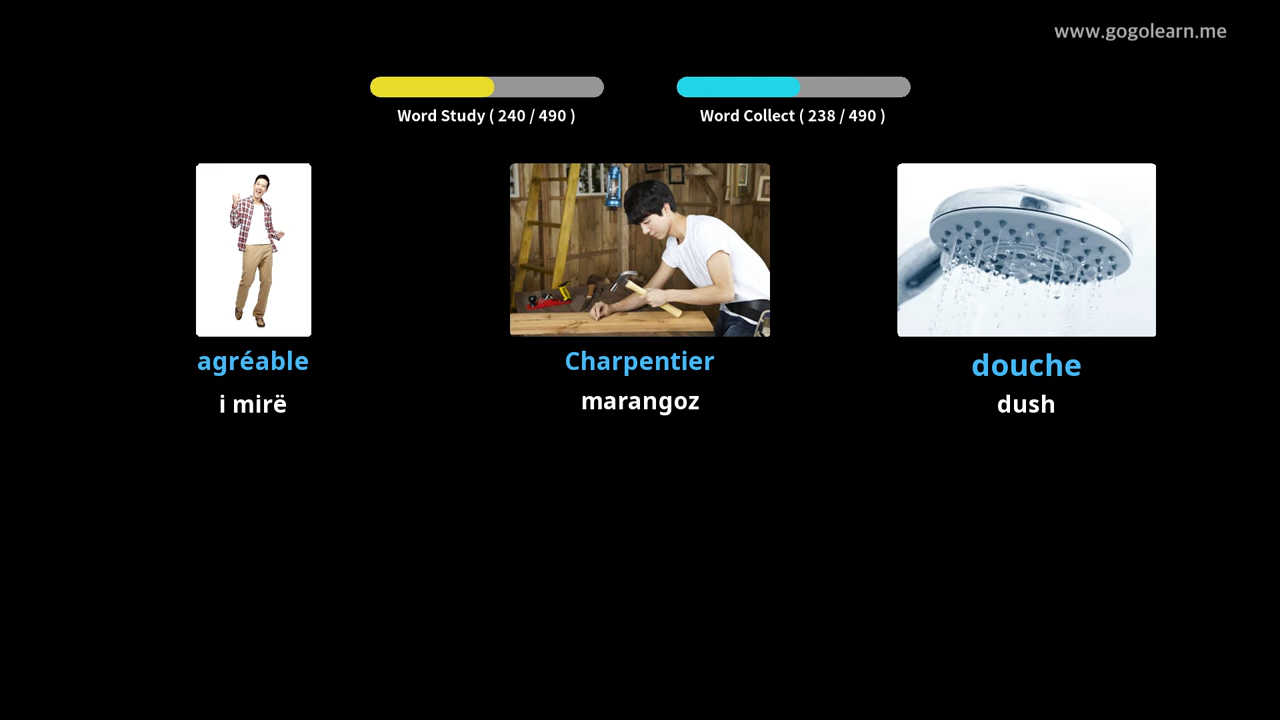 www.gogolearn.me
Word Study ( 240 / 490 )
Word Collect ( 238 / 490 )
agréable
Charpentier
douche
i mirë
marangoz
dush